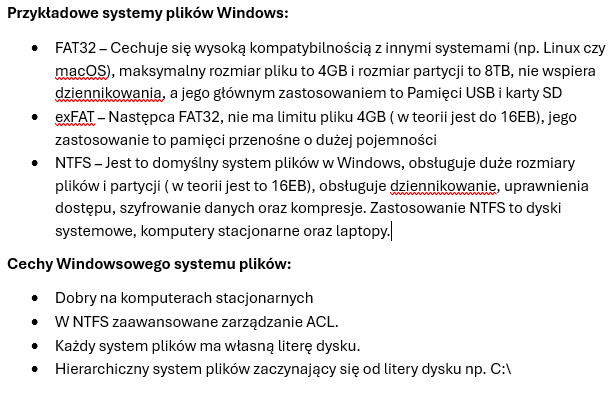 Przykładowe systemy plików Windows:
• FAT32 – Cechuje się wysoką kompatybilnością z innymi systemami (np. Linux czy
macOS), maksymalny rozmiar pliku to 4GB i rozmiar partycji to 8TB, nie wspiera
dziennikowania, a jego głównym zastosowaniem to Pamięci USB i karty SD
• exFAT – Następca FAT32, nie ma limitu pliku 4GB ( w teorii jest do 16EB), jego
zastosowanie to pamięci przenośne o dużej pojemności
• NTFS – Jest to domyślny system plików w Windows, obsługuje duże rozmiary
plików i partycji ( w teorii jest to 16EB), obsługuje dziennikowanie, uprawnienia
dostępu, szyfrowanie danych oraz kompresje. Zastosowanie NTFS to dyski
systemowe, komputery stacjonarne oraz laptopy.
Cechy Windowsowego systemu plików:
• Dobry na komputerach stacjonarnych
• W NTFS zaawansowane zarządzanie ACL.
• Każdy system plików ma własną literę dysku.
• Hierarchiczny system plików zaczynający się od litery dysku np. C:\